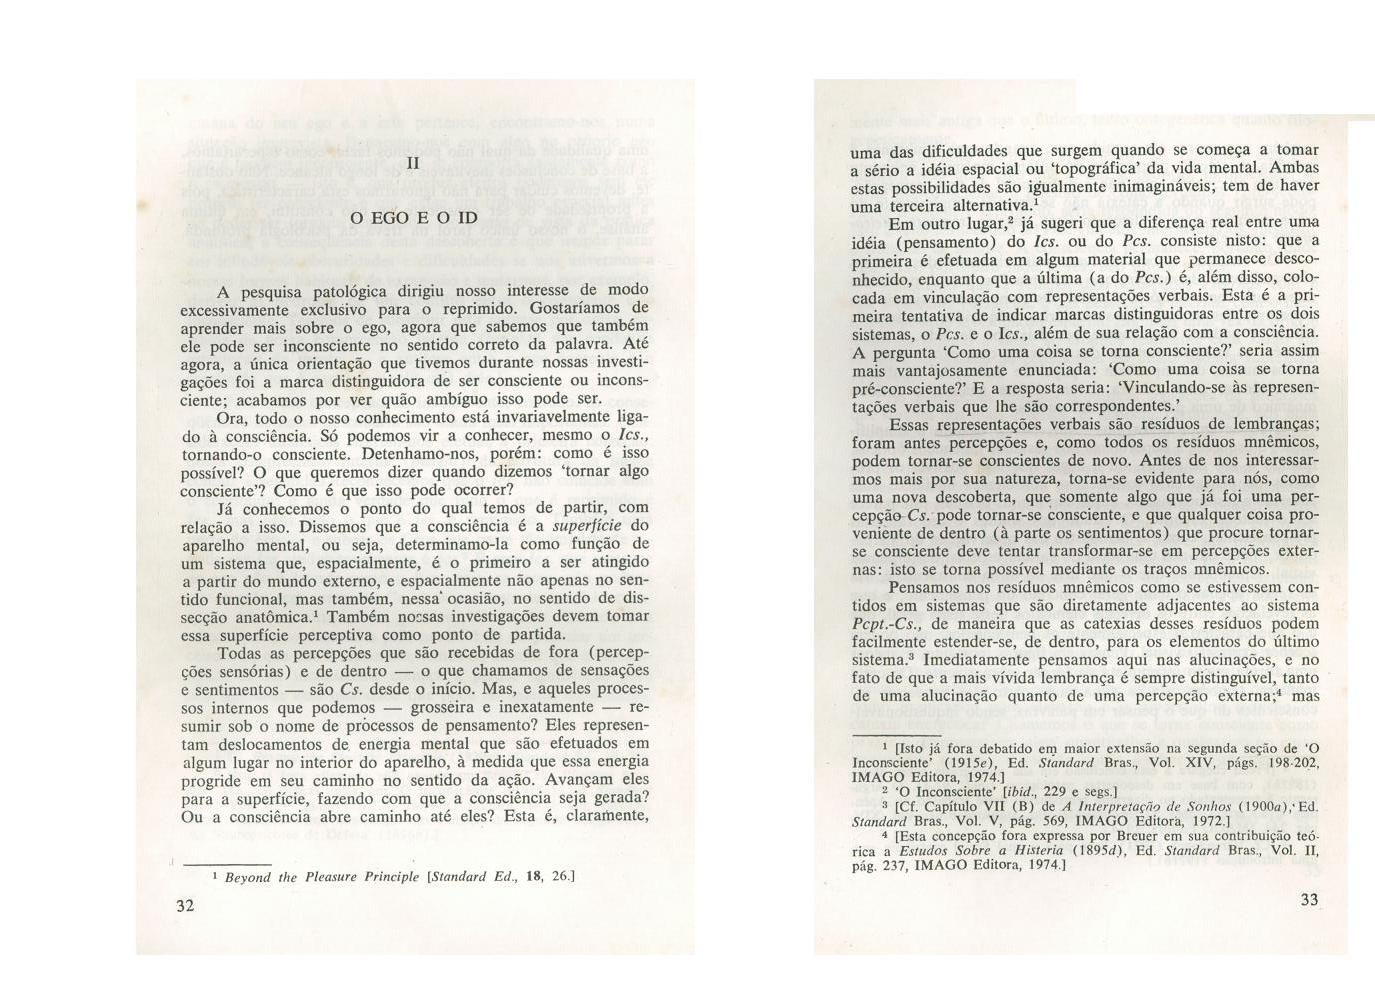 II
O EGO E O ID
A pesquisa patológica dirigiu nosso interesse de modo
excessivamente exclusivo para o reprimido. Gostaríamos de
aprender mais sobre o ego, agora que sabemos que também
ele pode ser inconsciente no sentido correto da palavra. Até
agora, a única orientação que tivemos durante nossas investi-
gações foi a marca distinguidora de ser consciente ou incons-
ciente; acabamos por ver quão ambíguo isso pode ser.
Ora, todo o nosso conhecimento está invariavelmente liga-
do à consciência. Só podemos vir a conhecer, mesmo o Ics.,
tornando-o consciente. Detenhamo-nos, porém: como é isso
possível? O que queremos dizer quando dizemos ‘tornar algo
consciente’? Como é que isso pode ocorrer?
Já conhecemos o ponto do qual temos de partir, com
relação a isso. Dissemos que a consciência é a superfície do
aparelho mental, ou seja, determinamo-la como função de
um sistema que, espacialmente, é o primeiro a ser atingido
a partir do mundo externo, e espacialmente não apenas no sen-
tido funcional, mas também, nessa ocasião, no sentido de dis-
secção anatômica.¹ Também nossas investigações devem tomar
essa superfície perceptiva como ponto de partida.
Todas as percepções que são recebidas de fora (percep-
ções sensórias) e de dentro — o que chamamos de sensações
e sentimentos — são Cs. desde o início. Mas, e aqueles proces-
sos internos que podemos — grosseira e inexatamente — re-
sumir sob o nome de processos de pensamento? Eles represen-
tam deslocamentos de energia mental que são efetuados em
algum lugar no interior do aparelho, à medida que essa energia
progride em seu caminho no sentido da ação. Avançam eles
para a superfície, fazendo com que a consciência seja gerada?
Ou a consciência abre caminho até eles? Esta é, claramente,
¹ Beyond the Pleasure Principle [Standard Ed., 18, 26.]
32
uma das dificuldades que surgem quando se começa a tomar
a sério a idéia espacial ou ‘topográfica’ da vida mental. Ambas
estas possibilidades são igualmente inimagináveis; tem de haver
uma terceira alternativa.¹
Em outro lugar,² já sugeri que a diferença real entre uma
idéia (pensamento) do Ics. ou do Pcs. consiste nisto: que a
primeira é efetuada em algum material que permanece desco-
nhecido, enquanto que a última (a do Pcs.) é, além disso, colo-
cada em vinculação com representações verbais. Esta é a pri-
meira tentativa de indicar marcas distinguidoras entre os dois
sistemas, o Pcs. e o Ics., além de sua relação com a consciência.
A pergunta ‘Como uma coisa se torna consciente?’ seria assim
mais vantajosamente enunciada: ‘Como uma coisa se torna
pré-consciente?’ E a resposta seria: ‘Vinculando-se às represen-
tações verbais que lhe são correspondentes.’
Essas representações verbais são resíduos de lembranças;
foram antes percepções e, como todos os resíduos mnêmicos,
podem tornar-se conscientes de novo. Antes de nos interessar-
mos mais por sua natureza, torna-se evidente para nós, como
uma nova descoberta, que somente algo que já foi uma per-
cepção Cs. pode tornar-se consciente, e que qualquer coisa pro-
veniente de dentro (à parte os sentimentos) que procure tornar-
se consciente deve tentar transformar-se em percepções exter-
nas: isto se torna possível mediante os traços mnêmicos.
Pensamos nos resíduos mnêmicos como se estivessem con-
tidos em sistemas que são diretamente adjacentes ao sistema
Pcpt.-Cs., de maneira que as catexias desses resíduos podem
facilmente estender-se, de dentro, para os elementos do último
sistema.³ Imediatamente pensamos aqui nas alucinações, e no
fato de que a mais vívida lembrança é sempre distinguível, tanto
de uma alucinação quanto de uma percepção externa;⁴ mas
¹ [Isto já fora debatido em maior extensão na segunda seção de ‘O
Inconsciente’ (1915e), Ed. Standard Bras., Vol. XIV, págs. 198-202,
IMAGO Editora, 1974.]
² ‘O Inconsciente’ [ibid., 229 e segs.]
³ [Cf. Capítulo VII (B) de A Interpretação de Sonhos (1900a), Ed.
Standard Bras., Vol. V, pág. 569, IMAGO Editora, 1972.]
⁴ [Esta concepção fora expressa por Breuer em sua contribuição teó-
rica a Estudos Sobre a Histeria (1895d), Ed. Standard Bras., Vol. II,
pág. 237, IMAGO Editora, 1974.]
33